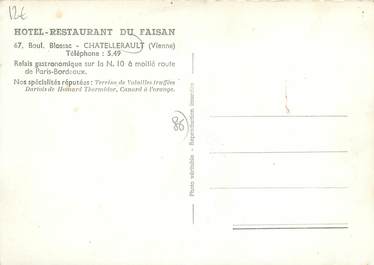 12€
HOTEL-RESTAURANT DU FAISAN
67, Boul. Blossac - CHATELLERAULT (Vienne)
Téléphone : 5.49
Relais gastronomique sur la N. 10 à moitié route
de Paris-Bordeaux.
Nos spécialités réputées : Terrine de Volailles truffées
Darlois de Homard Thermidor, Canard à l'orange.
86
Photo véritable - Reproduction interdite